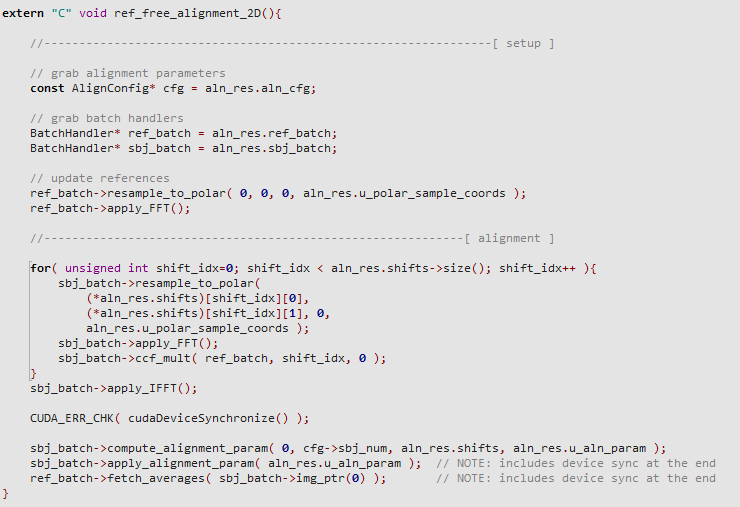 extern "C" void ref_free_alignment_2D(){
//----------------------------------------------------------------[ setup ]
// grab alignment parameters
const AlignConfig* cfg = aln_res.aln_cfg;
// grab batch handlers
BatchHandler* ref_batch = aln_res.ref_batch;
BatchHandler* sbj_batch = aln_res.sbj_batch;
// update references
ref_batch->resample_to_polar( 0, 0, 0, aln_res.u_polar_sample_coords );
ref_batch->apply_FFT();
//------------------------------------------------------------[ alignment ]
for( unsigned int shift_idx=0; shift_idx < aln_res.shifts->size(); shift_idx++ ){
sbj_batch->resample_to_polar(
(*aln_res.shifts)[shift_idx][0],
(*aln_res.shifts)[shift_idx][1], 0,
aln_res.u_polar_sample_coords );
sbj_batch->apply_FFT();
sbj_batch->ccf_mult( ref_batch, shift_idx, 0 );
}
sbj_batch->apply_IFFT();
CUDA_ERR_CHK( cudaDeviceSynchronize() );
sbj_batch->compute_alignment_param( 0, cfg->sbj_num, aln_res.shifts, aln_res.u_aln_param );
sbj_batch->apply_alignment_param( aln_res.u_aln_param );  // NOTE: includes device sync at the end
ref_batch->fetch_averages( sbj_batch->img_ptr(0) );       // NOTE: includes device sync at the end
}